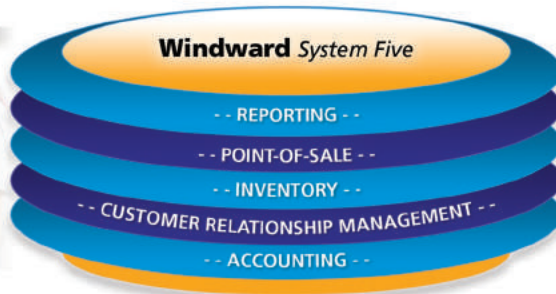 Windward System Five
- - REPORTING - -
- - POINT-OF-SALE - -
- - INVENTORY - -
- - CUSTOMER RELATIONSHIP MANAGEMENT - -
- - ACCOUNTING - -